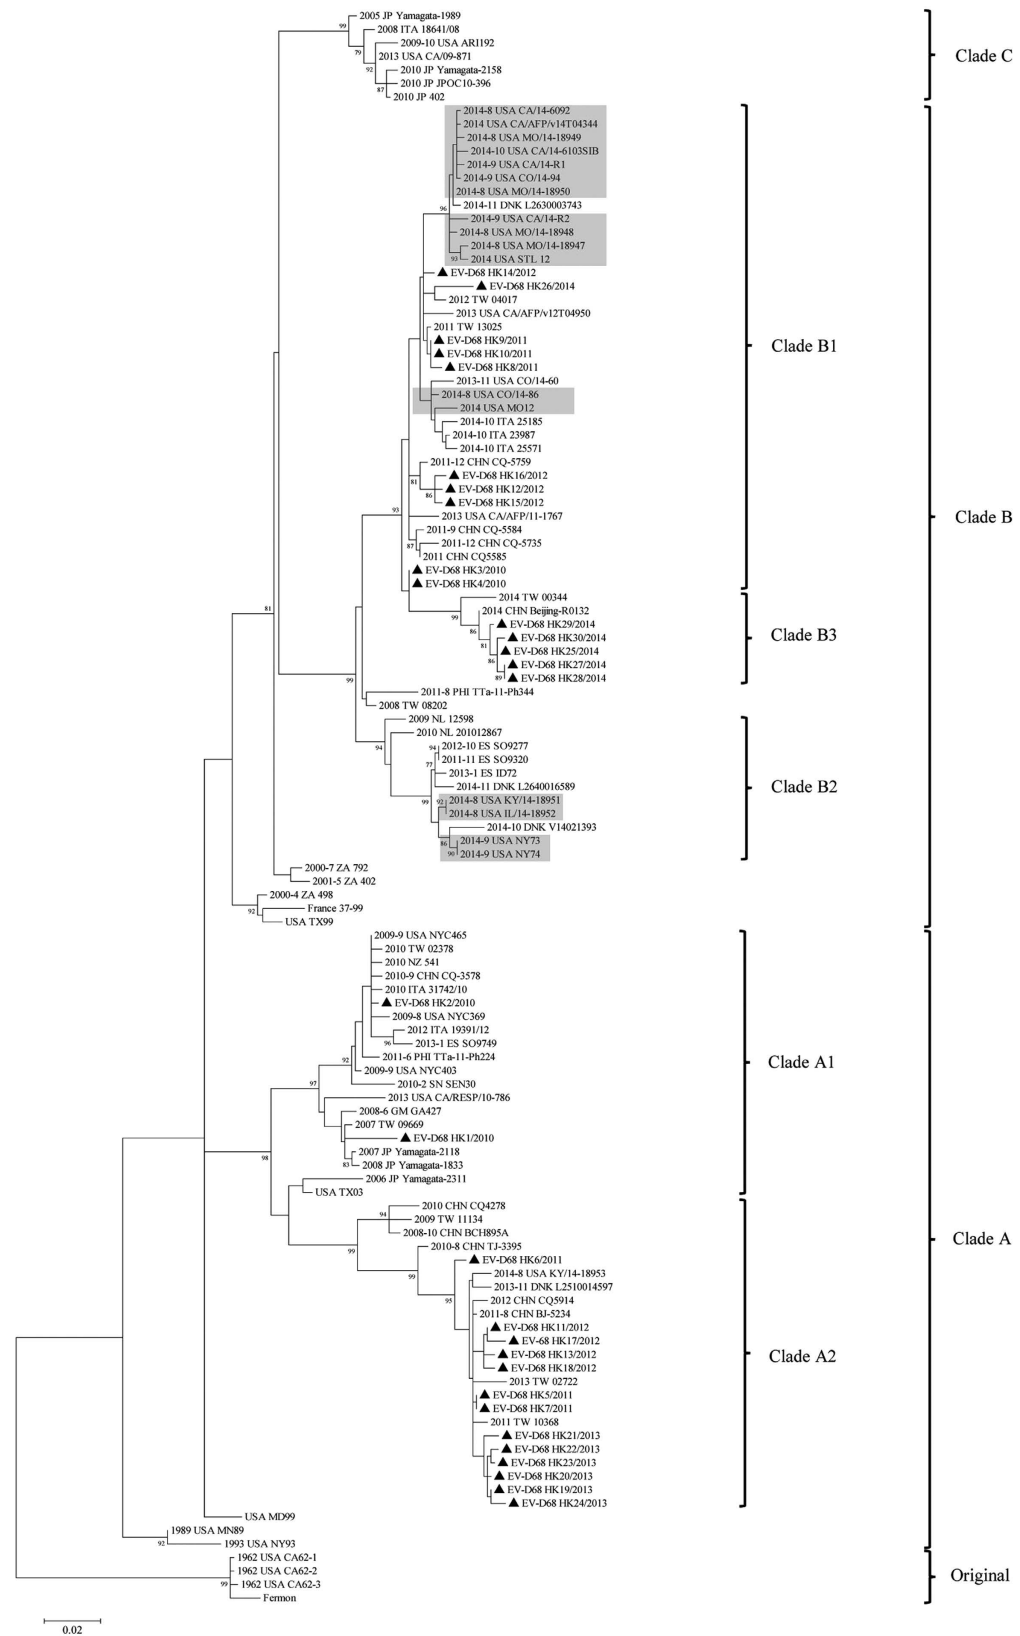 2005 JP Yamagata-1989
99
2008 ITA 18641/08
79
2009-10 USA ARI192
2013 USA CA/09-871
Clade C
92
2010 JP Yamagata-2158
2010 JP JPOC10-396
87
2010 JP 402
2014-8 USA CA/14-6092
2014 USA CA/AFP/v14T04344
2014-8 USA MO/14-18949
2014-10 USA CA/14-6103SIB
2014-9 USA CA/14-R1
2014-9 USA CO/14-94
2014-8 USA MO/14-18950
2014-11 DNK L2630003743
96
2014-9 USA CA/14-R2
2014-8 USA MO/14-18948
2014-8 USA MO/14-18947
93
2014 USA STL 12
EV-D68 HK14/2012
EV-D68 HK26/2014
2012 TW 04017
2013 USA CA/AFP/v12T04950
2011 TW 13025
EV-D68 HK9/2011
Clade B1
EV-D68 HK10/2011
EV-D68 HK8/2011
2013-11 USA CO/14-60
2014-8 USA CO/14-86
2014 USA MO12
2014-10 ITA 25185
2014-10 ITA 23987
2014-10 ITA 25571
2011-12 CHN CQ-5759
EV-D68 HK16/2012
81
EV-D68 HK12/2012
86
EV-D68 HK15/2012
93
2013 USA CA/AFP/11-1767
Clade B
2011-9 CHN CQ-5584
2011-12 CHN CQ-5735
87
2011 CHN CQ5585
EV-D68 HK3/2010
EV-D68 HK4/2010
2014 TW 00344
81
2014 CHN Beijing-R0132
99
EV-D68 HK29/2014
86
EV-D68 HK30/2014
Clade B3
81
EV-D68 HK25/2014
86
EV-D68 HK27/2014
89
EV-D68 HK28/2014
99
2011-8 PHI TTa-11-Ph344
2008 TW 08202
2009 NL 12598
2010 NL 201012867
94
2012-10 ES SO9277
94
2011-11 ES SO9320
77
2013-1 ES ID72
2014-11 DNK L2640016589
Clade B2
99
92
2014-8 USA KY/14-18951
2014-8 USA IL/14-18952
2014-10 DNK V14021393
86
2014-9 USA NY73
90
2014-9 USA NY74
2000-7 ZA 792
2001-5 ZA 402
2000-4 ZA 498
92
France 37-99
USA TX99
2009-9 USA NYC465
2010 TW 02378
2010 NZ 541
2010-9 CHN CQ-3578
2010 ITA 31742/10
EV-D68 HK2/2010
2009-8 USA NYC369
2012 ITA 19391/12
96
2013-1 ES SO9749
2011-6 PHI TTa-11-Ph224
92
Clade A1
2009-9 USA NYC403
97
2010-2 SN SEN30
2013 USA CA/RESP/10-786
2008-6 GM GA427
2007 TW 09669
EV-D68 HK1/2010
98
2007 JP Yamagata-2118
83
2008 JP Yamagata-1833
2006 JP Yamagata-2311
USA TX03
2010 CHN CQ4278
94
2009 TW 11134
2008-10 CHN BCH895A
Clade A
99
2010-8 CHN TJ-3395
EV-D68 HK6/2011
99
2014-8 USA KY/14-18953
2013-11 DNK L2510014597
95
2012 CHN CQ5914
2011-8 CHN BJ-5234
EV-D68 HK11/2012
EV-68 HK17/2012
EV-D68 HK13/2012
Clade A2
EV-D68 HK18/2012
2013 TW 02722
EV-D68 HK5/2011
EV-D68 HK7/2011
2011 TW 10368
EV-D68 HK21/2013
EV-D68 HK22/2013
EV-D68 HK23/2013
EV-D68 HK20/2013
EV-D68 HK19/2013
EV-D68 HK24/2013
USA MD99
1989 USA MN89
92
1993 USA NY93
1962 USA CA62-1
1962 USA CA62-2
Original
99
1962 USA CA62-3
Fermon
0.02